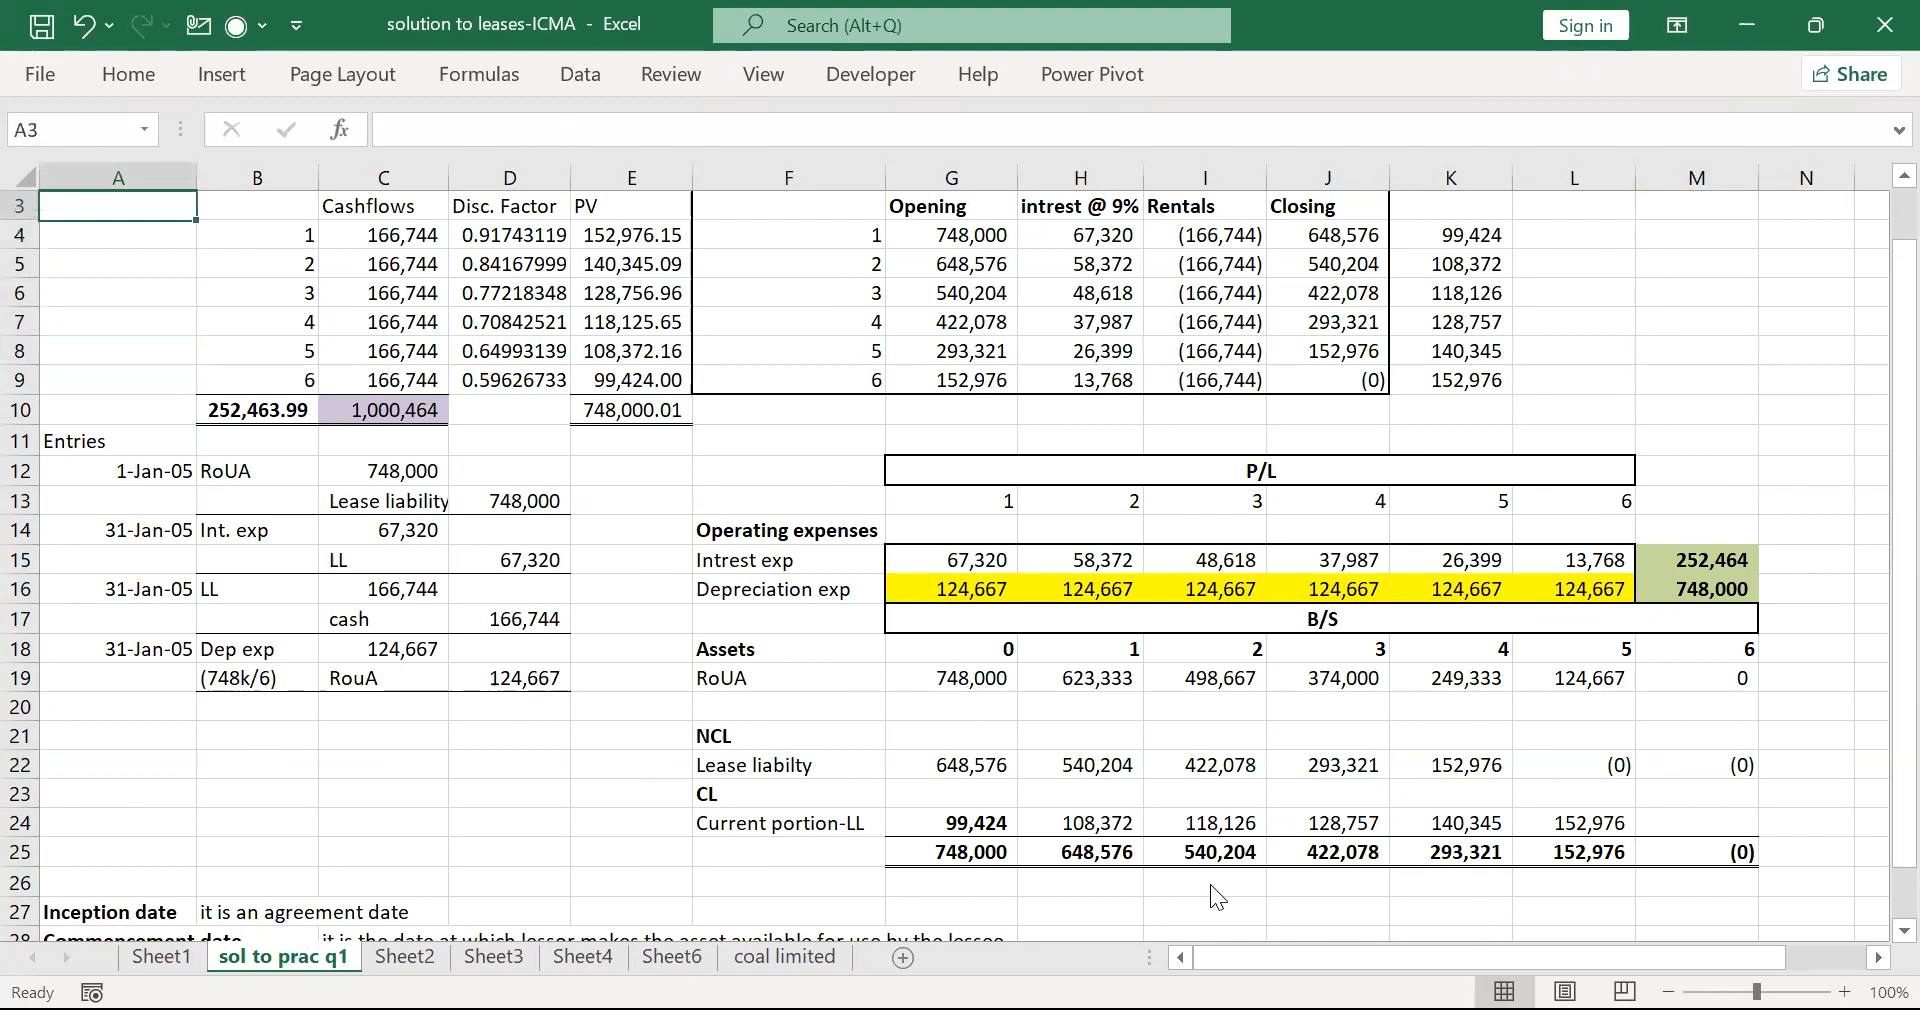 solution to leases-ICMA - Excel
Search (Alt+Q)
Sign in
File Home Insert Page Layout Formulas Data Review View Developer Help Power Pivot
Share
A3
fx
A B C D E F G H I J K L M N
3 Cashflows Disc. Factor PV Opening intrest @ 9% Rentals Closing
4 1 166,744 0.91743119 152,976.15 1 748,000 67,320 (166,744) 648,576 99,424
5 2 166,744 0.84167999 140,345.09 2 648,576 58,372 (166,744) 540,204 108,372
6 3 166,744 0.77218348 128,756.96 3 540,204 48,618 (166,744) 422,078 118,126
7 4 166,744 0.70842521 118,125.65 4 422,078 37,987 (166,744) 293,321 128,757
8 5 166,744 0.64993139 108,372.16 5 293,321 26,399 (166,744) 152,976 140,345
9 6 166,744 0.59626733 99,424.00 6 152,976 13,768 (166,744) (0) 152,976
10 252,463.99 1,000,464 748,000.01
11 Entries
12 1-Jan-05 RoUA 748,000 P/L
13 Lease liability 748,000 1 2 3 4 5 6
14 31-Jan-05 Int. exp 67,320 Operating expenses
15 LL 67,320 Intrest exp 67,320 58,372 48,618 37,987 26,399 13,768 252,464
16 31-Jan-05 LL 166,744 Depreciation exp 124,667 124,667 124,667 124,667 124,667 124,667 748,000
17 cash 166,744 B/S
18 31-Jan-05 Dep exp 124,667 Assets 0 1 2 3 4 5 6
19 (748k/6) RouA 124,667 RoUA 748,000 623,333 498,667 374,000 249,333 124,667 0
20
21 NCL
22 Lease liabilty 648,576 540,204 422,078 293,321 152,976 (0) (0)
23 CL
24 Current portion-LL 99,424 108,372 118,126 128,757 140,345 152,976
25 748,000 648,576 540,204 422,078 293,321 152,976 (0)
26
27 Inception date it is an agreement date
28 Commencement date it is the date at which lessor makes the asset available for use by the lessee
Sheet1 sol to prac q1 Sheet2 Sheet3 Sheet4 Sheet6 coal limited
Ready
100%